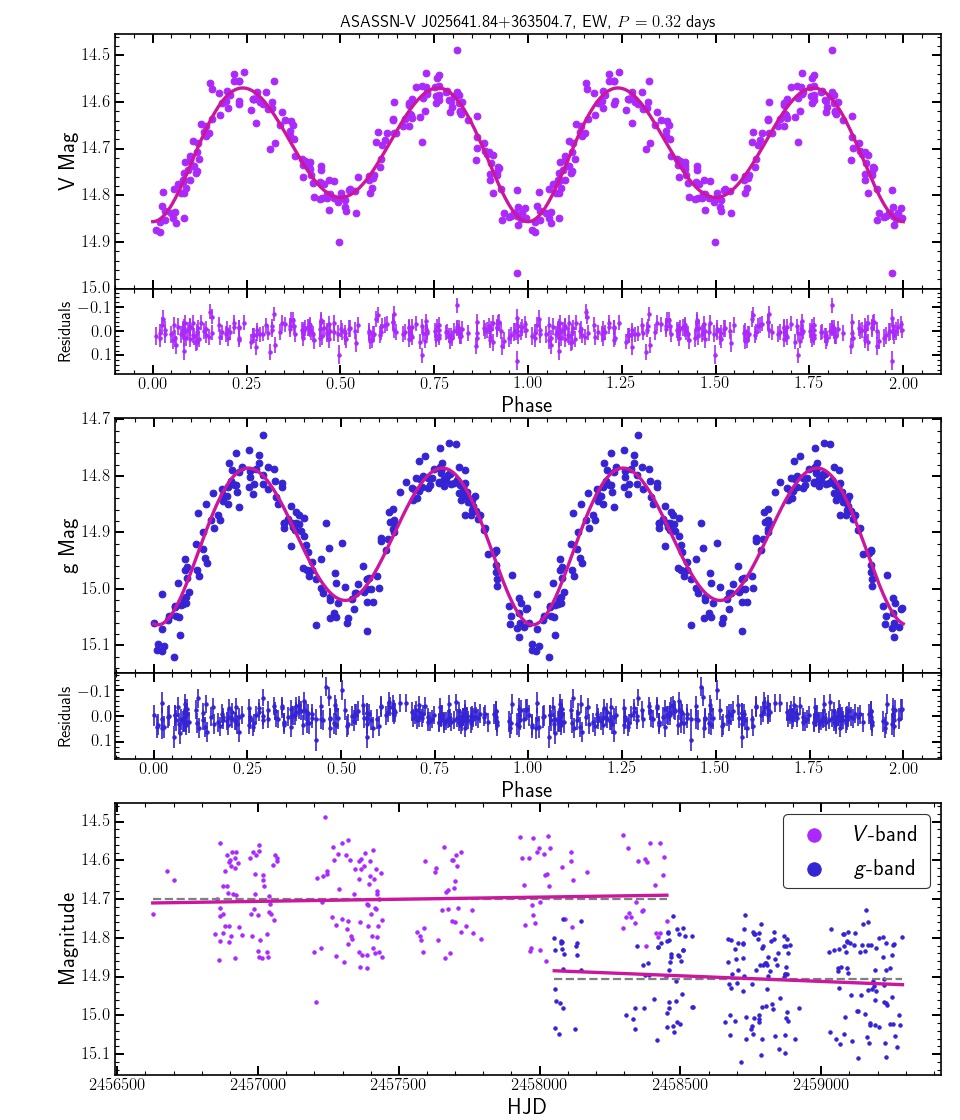 ASASSN-V J025641.84+363504.7, EW, P = 0.32 days
14.5
14.6
14.7
14.8
14.9
15.0
V Mag
−0.1
0.0
0.1
Residuals
0.00 0.25 0.50 0.75 1.00 1.25 1.50 1.75 2.00
Phase
14.7
14.8
14.9
15.0
15.1
g Mag
−0.1
0.0
0.1
Residuals
0.00 0.25 0.50 0.75 1.00 1.25 1.50 1.75 2.00
Phase
14.5
14.6
14.7
14.8
14.9
15.0
15.1
Magnitude
V-band
g-band
2456500 2457000 2457500 2458000 2458500 2459000
HJD